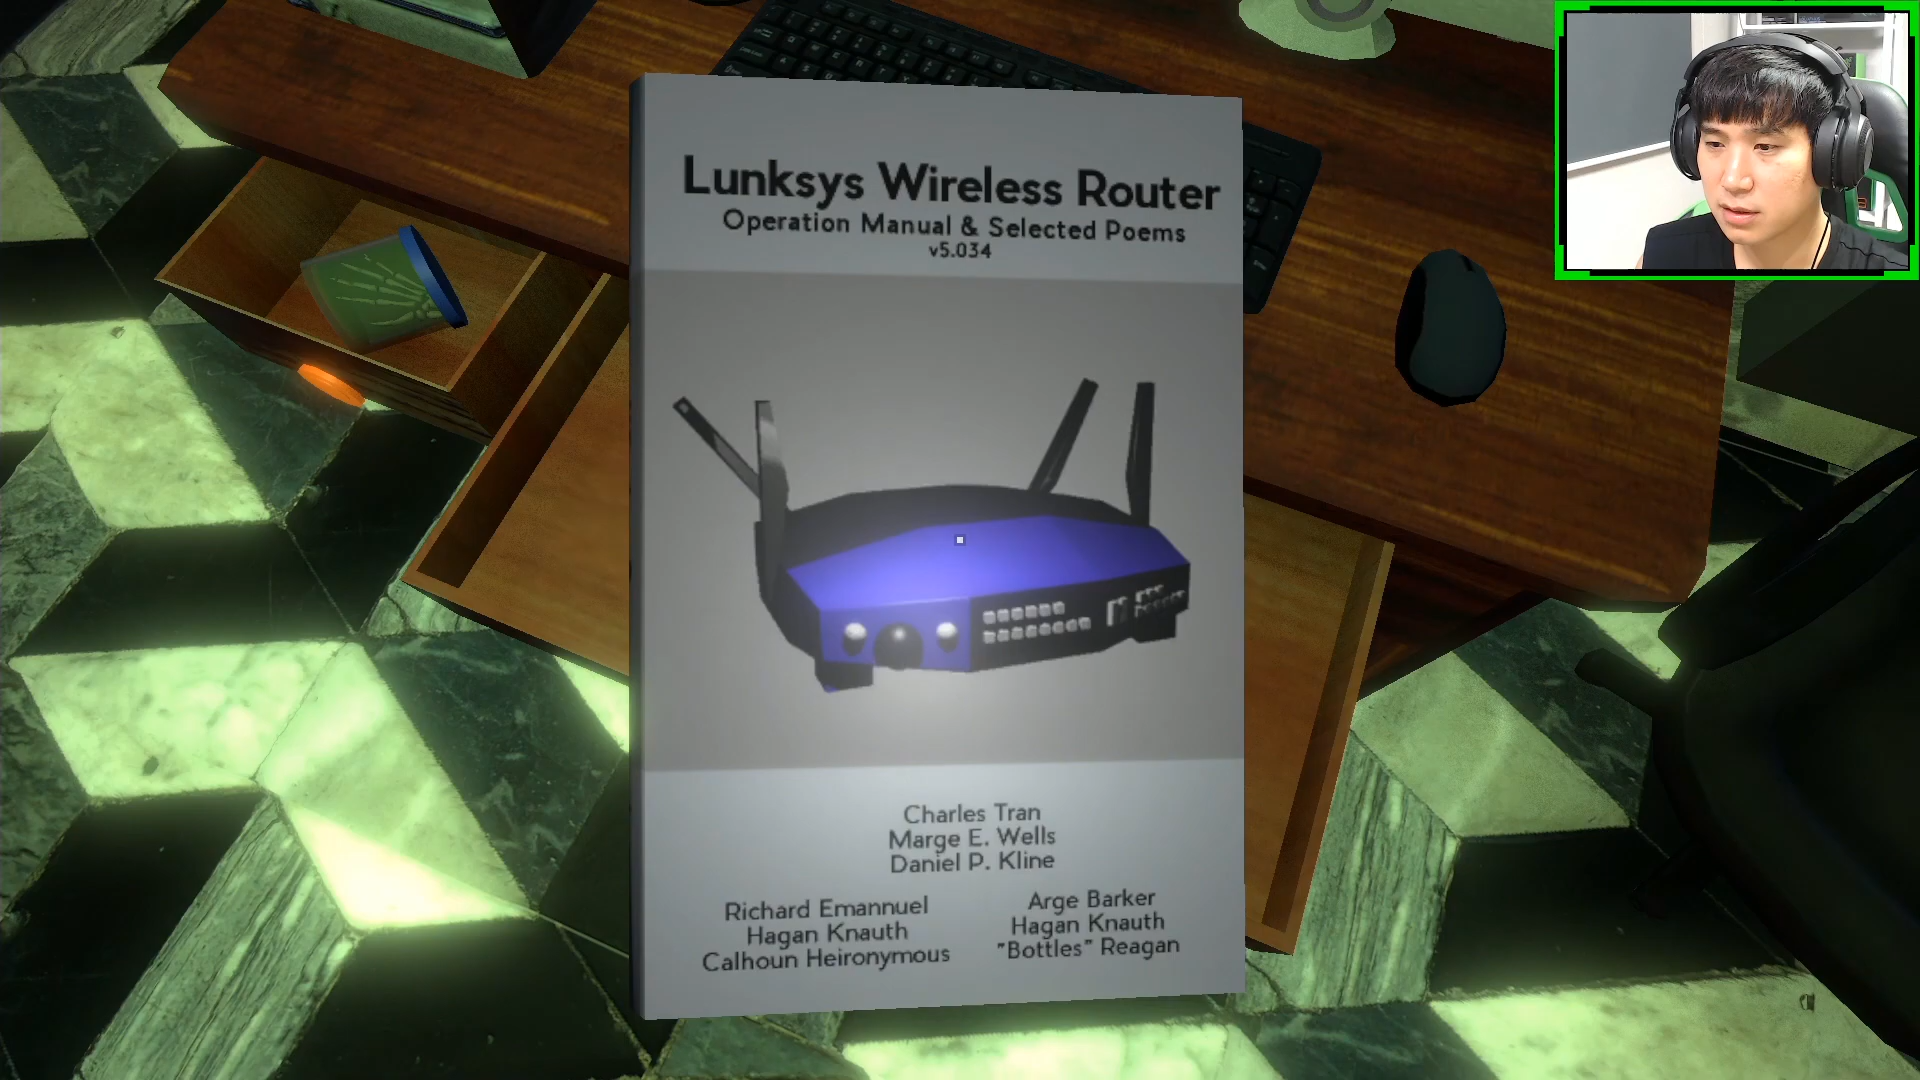 Lunksys Wireless Router
Operation Manual & Selected Poems
v5.034
Charles Tran
Marge E. Wells
Daniel P. Kline
Richard Emannuel
Hagan Knauth
Calhoun Heironymous
Arge Barker
Hagan Knauth
"Bottles" Reagan